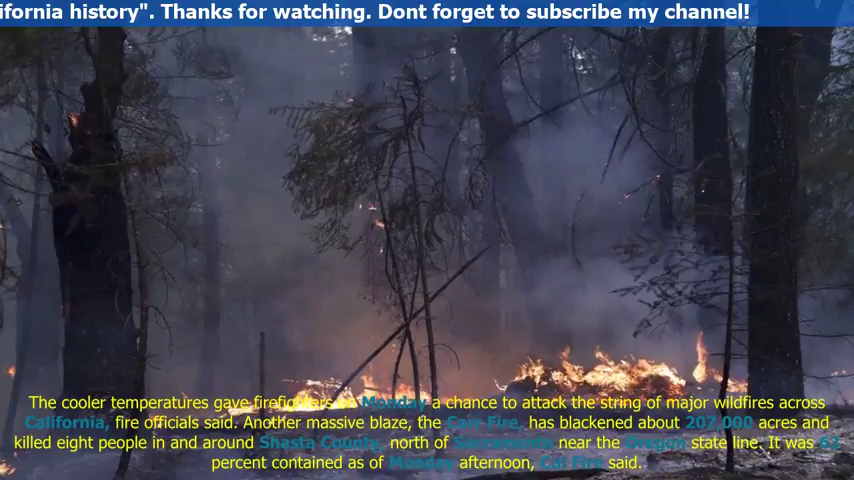 ifornia history". Thanks for watching. Dont forget to subscribe my channel!
The cooler temperatures gave firefighters on Monday a chance to attack the string of major wildfires across
California, fire officials said. Another massive blaze, the Carr Fire, has blackened about 207,000 acres and
killed eight people in and around Shasta County, north of Sacramento near the Oregon state line. It was
percent contained as of Monday afternoon, Cal Fire said.